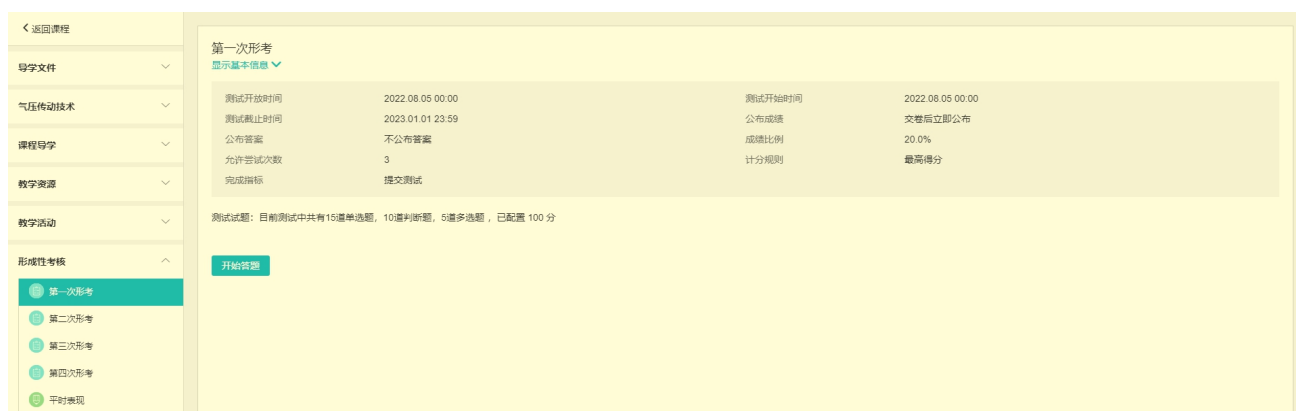 返回课程
导学文件
气压传动技术
课程导学
教学资源
教学活动
形成性考核
第一次形考
第二次形考
第三次形考
第四次形考
平时表现
第一次形考
显示基本信息
测试开放时间 2022.08.05 00:00 测试开始时间 2022.08.05 00:00
测试截止时间 2023.01.01 23:59 公布成绩 交卷后立即公布
公布答案 不公布答案 成绩比例 20.0%
允许尝试次数 3 计分规则 最高得分
完成指标 提交测试
测试试题：目前测试中共有15道单选题，10道判断题，5道多选题 ，已配置 100 分
开始答题